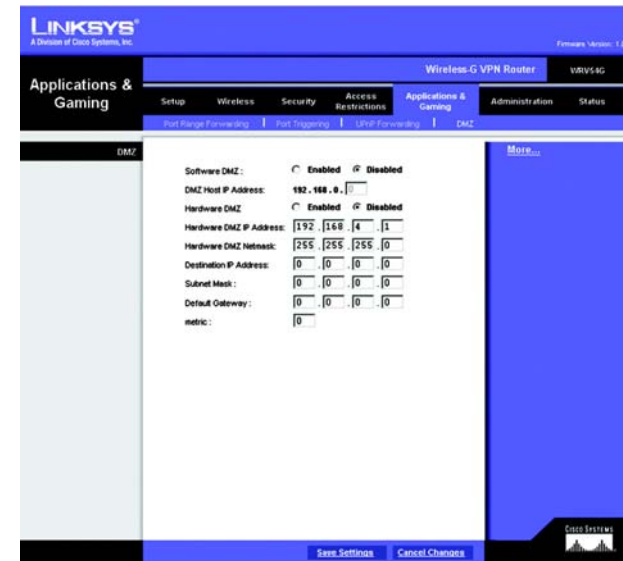 LINKSYS®
A Division of Cisco Systems, Inc.
Firmware Version: 1.
Applications & Gaming
Wireless-G VPN Router WRV54G
Setup Wireless Security Access Restrictions Applications & Gaming Administration Status
Port Range Forwarding | Port Triggering | UPnP Forwarding | DMZ
DMZ
More...
Software DMZ : Enabled Disabled
DMZ Host IP Address: 192.168.0. 0
Hardware DMZ Enabled Disabled
Hardware DMZ IP Address: 192 . 168 . 4 . 1
Hardware DMZ Netmask: 255 . 255 . 255 . 0
Destination IP Address: 0 . 0 . 0 . 0
Subnet Mask : 0 . 0 . 0 . 0
Default Gateway : 0 . 0 . 0 . 0
metric : 0
Save Settings Cancel Changes
CISCO SYSTEMS